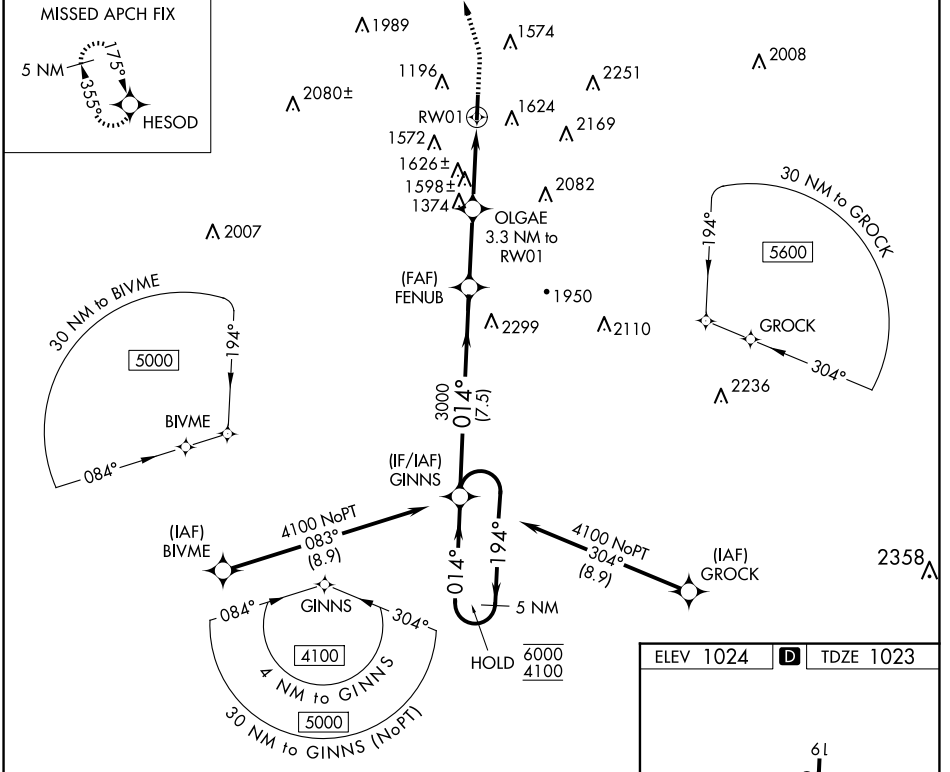 MISSED APCH FIX
5 NM
175°
355°
HESOD
1989
1574
2008
1196
2251
2080±
RW01
1624
2169
1572
1626±
1598±
1374
2082
OLGAE
3.3 NM to
RW01
2007
30 NM to GROCK
194°
5600
GROCK
304°
(FAF)
FENUB
1950
2299
2110
30 NM to BIVME
194°
5000
BIVME
084°
2236
3000
014°
(7.5)
(IF/IAF)
GINNS
4100 NoPT
083°
(8.9)
(IAF)
BIVME
4100 NoPT
304°
(8.9)
(IAF)
GROCK
2358
014°
194°
5 NM
HOLD
6000
4100
084°
GINNS
304°
4100
4 NM to GINNS
5000
30 NM to GINNS (NoPT)
ELEV 1024
D
TDZE 1023
19